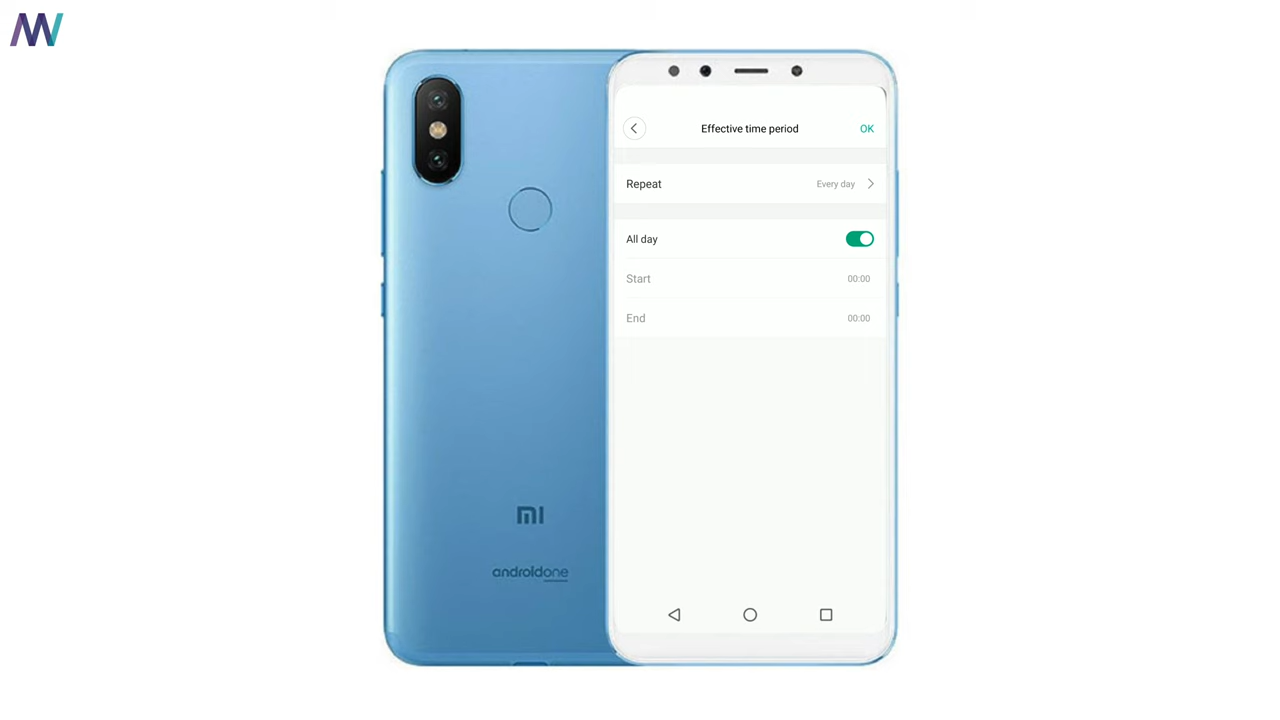 Effective time period
OK
Repeat
Every day
All day
Start
00:00
End
00:00
mi
androidone